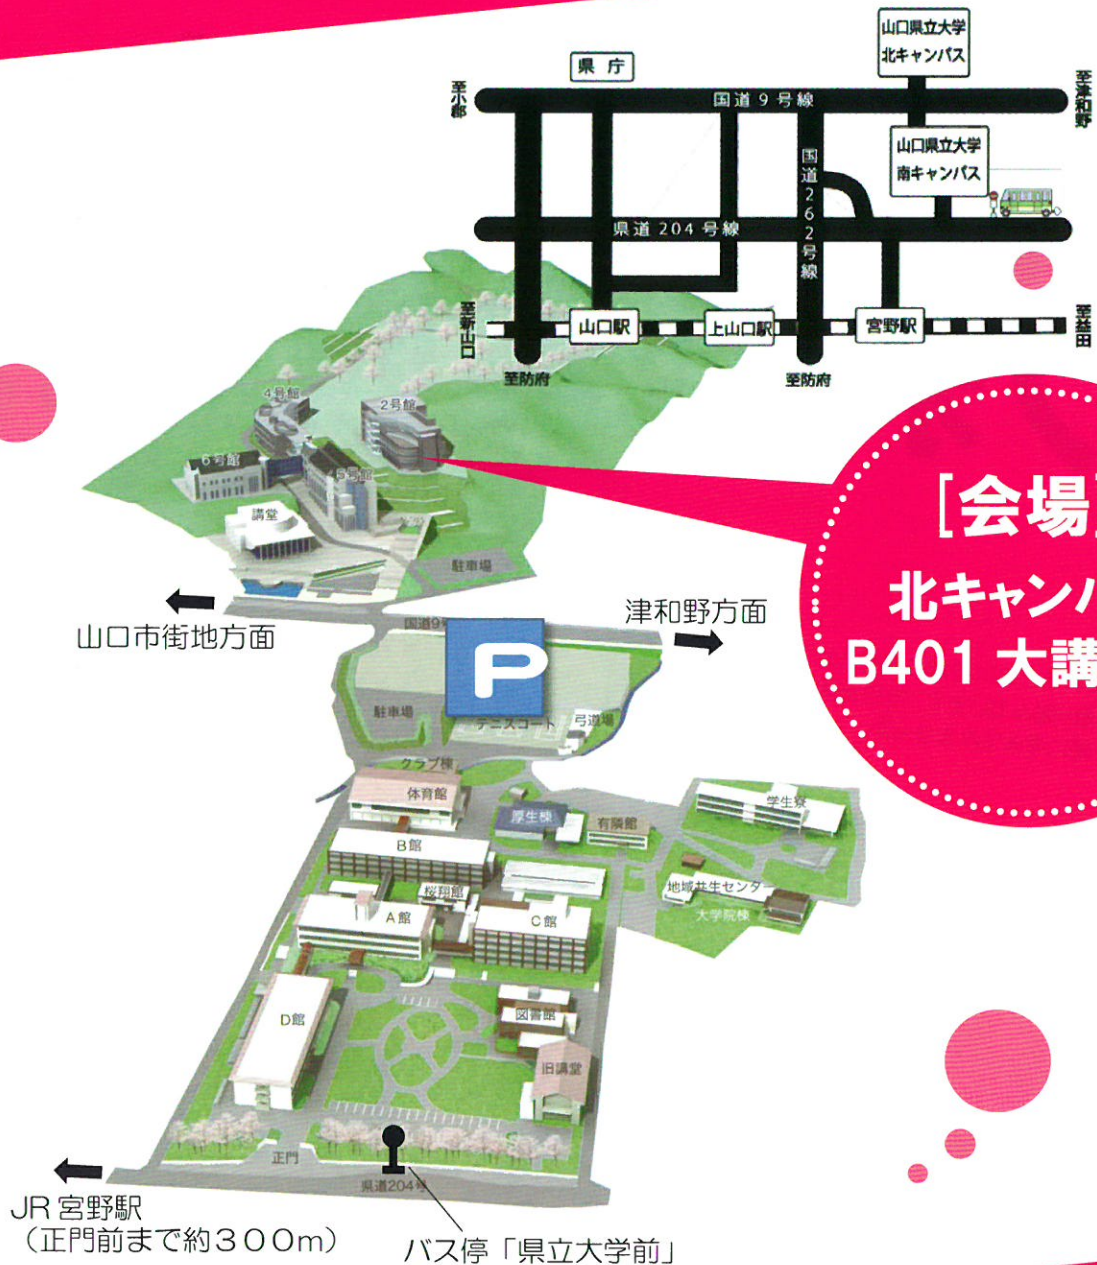 山口県立大学
北キャンパス
県庁
至小郡
国道9号線
至津和野
山口県立大学
南キャンパス
国道262号線
県道204号線
至新山口
山口駅
上山口駅
宮野駅
至益田
至防府
至防府
4号館
2号館
6号館
5号館
講堂
駐車場
[会場]
北キャンパ
B401 大講
山口市街地方面
国道9
津和野方面
P
駐車場
テニスコート
弓道場
クラブ棟
体育館
厚生棟
有隣館
学生寮
B館
桜翔館
地域共生センター
A館
C館
大学院棟
D館
図書館
旧講堂
正門
県道204号
JR宮野駅
(正門前まで約300m)
バス停「県立大学前」